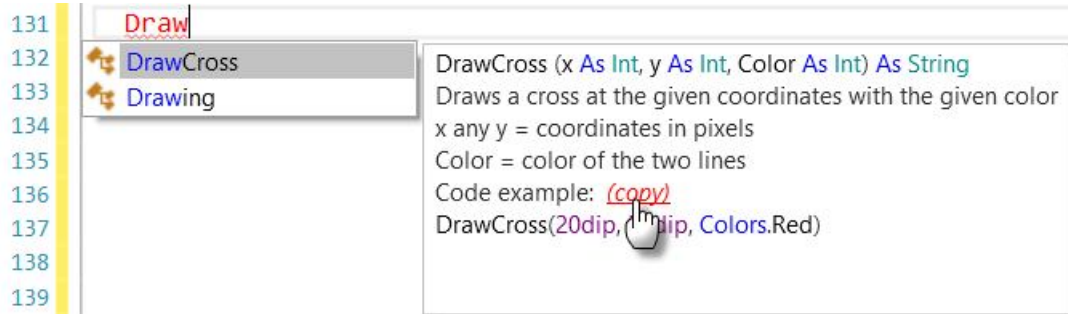 131 Draw
132 DrawCross
133 Drawing
134
135
136
137
138
139
DrawCross (x As Int, y As Int, Color As Int) As String
Draws a cross at the given coordinates with the given color
x any y = coordinates in pixels
Color = color of the two lines
Code example: (copy)
DrawCross(20dip, dip, Colors.Red)